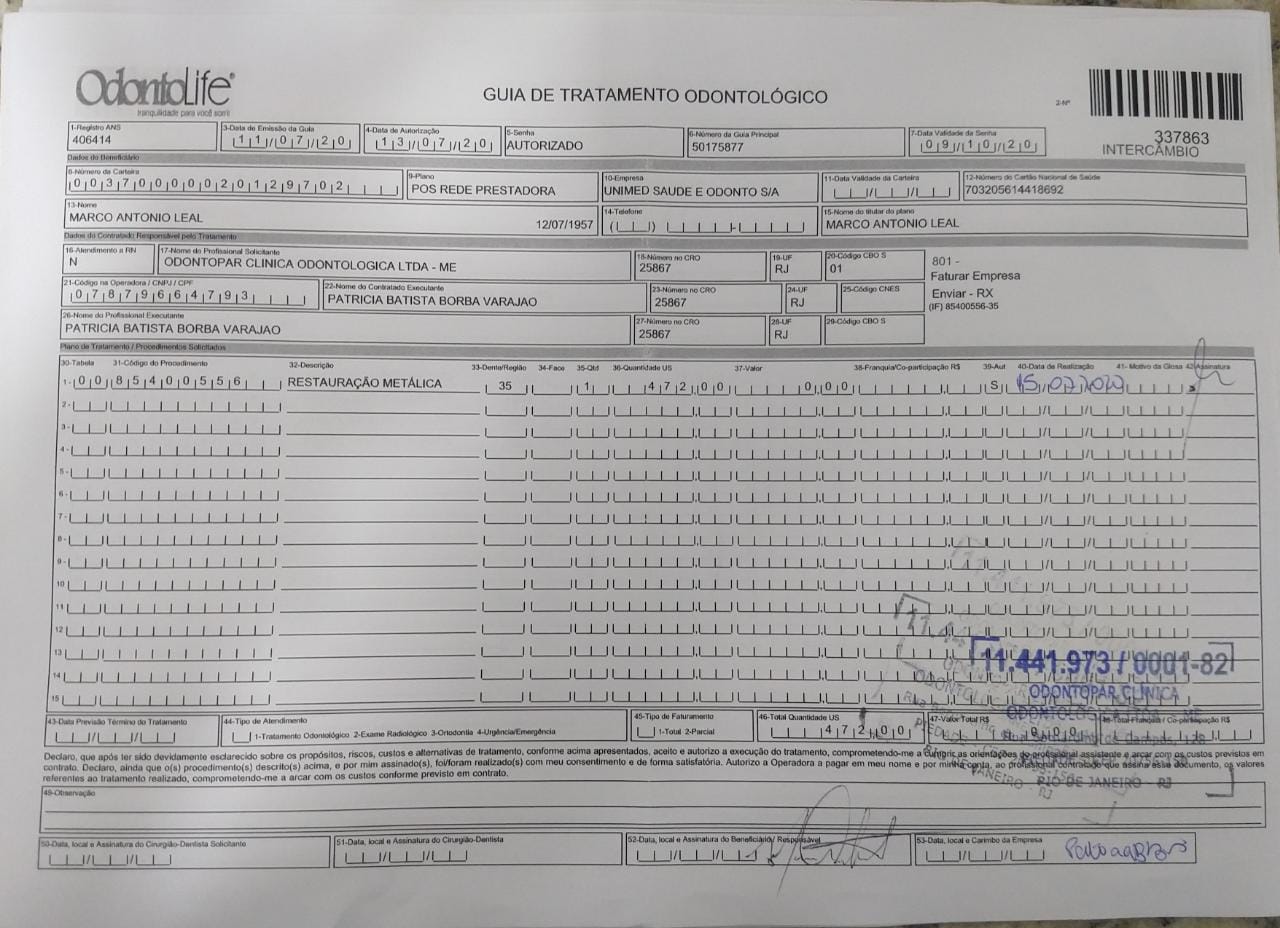 OdontoLife®
tranquilidade para você sorrir
GUIA DE TRATAMENTO ODONTOLÓGICO
2-Nº
337863
INTERCÂMBIO
1-Registro ANS
406414
3-Data de Emissão da Guia
11/07/20
4-Data de Autorização
13/07/20
5-Senha
AUTORIZADO
6-Número da Guia Principal
50175877
7-Data Validade da Senha
09/10/20
Dados do Beneficiário
8-Número da Carteira
00370000020129702
9-Plano
POS REDE PRESTADORA
10-Empresa
UNIMED SAUDE E ODONTO S/A
11-Data Validade da Carteira
12-Número do Cartão Nacional de Saúde
703205614418692
13-Nome
MARCO ANTONIO LEAL 12/07/1957
14-Telefone
15-Nome do titular do plano
MARCO ANTONIO LEAL
Dados do Contratado Responsável pelo Tratamento
16-Atendimento a RN
N
17-Nome do Profissional Solicitante
ODONTOPAR CLINICA ODONTOLOGICA LTDA - ME
18-Número no CRO
25867
19-UF
RJ
20-Código CBO S
01
801 -
Faturar Empresa
Enviar - RX
(IF) 85400556-35
21-Código na Operadora / CNPJ / CPF
07879664793
22-Nome do Contratado Executante
PATRICIA BATISTA BORBA VARAJAO
23-Número no CRO
25867
24-UF
RJ
25-Código CNES
26-Nome do Profissional Executante
PATRICIA BATISTA BORBA VARAJAO
27-Número no CRO
25867
28-UF
RJ
29-Código CBO S
Plano de Tratamento / Procedimentos Solicitados
30-Tabela 31-Código do Procedimento 32-Descrição 33-Dente/Região 34-Face 35-Qtd 36-Quantidade US 37-Valor 38-Franquia/Co-participação R$ 39-Aut 40-Data de Realização 41- Motivo da Glosa 42-Assinatura
1- 00 85400556 RESTAURAÇÃO METÁLICA 35 1 472,00 0,00 S 15/07/2020
2-
3-
4-
5-
6-
7-
8-
9-
10
11
12
13
14
15
43-Data Previsão Término do Tratamento
44-Tipo de Atendimento
1-Tratamento Odontológico 2-Exame Radiológico 3-Ortodontia 4-Urgência/Emergência
45-Tipo de Faturamento
1-Total 2-Parcial
46-Total Quantidade US
472,00
47-Valor Total R$
11.441.973/0001-82
ODONTOPAR CLINICA
RIO DE JANEIRO - RJ
Declaro, que após ter sido devidamente esclarecido sobre os propósitos, riscos, custos e alternativas de tratamento, conforme acima apresentados, aceito e autorizo a execução do tratamento, comprometendo-me a cumprir as orientações do profissional assistente e arcar com os custos previstos em
contrato. Declaro, ainda que o(s) procedimento(s) descrito(s) acima, e por mim assinado(s), foi/foram realizado(s) com meu consentimento e de forma satisfatória. Autorizo a Operadora a pagar em meu nome e por minha conta, ao profissional contratado que assina esse documento, os valores
referentes ao tratamento realizado, comprometendo-me a arcar com os custos conforme previsto em contrato.
49-Observação
50-Data, local e Assinatura do Cirurgião-Dentista Solicitante
51-Data, local e Assinatura do Cirurgião-Dentista
52-Data, local e Assinatura do Beneficiário/ Responsável
53-Data, local e Carimbo da Empresa